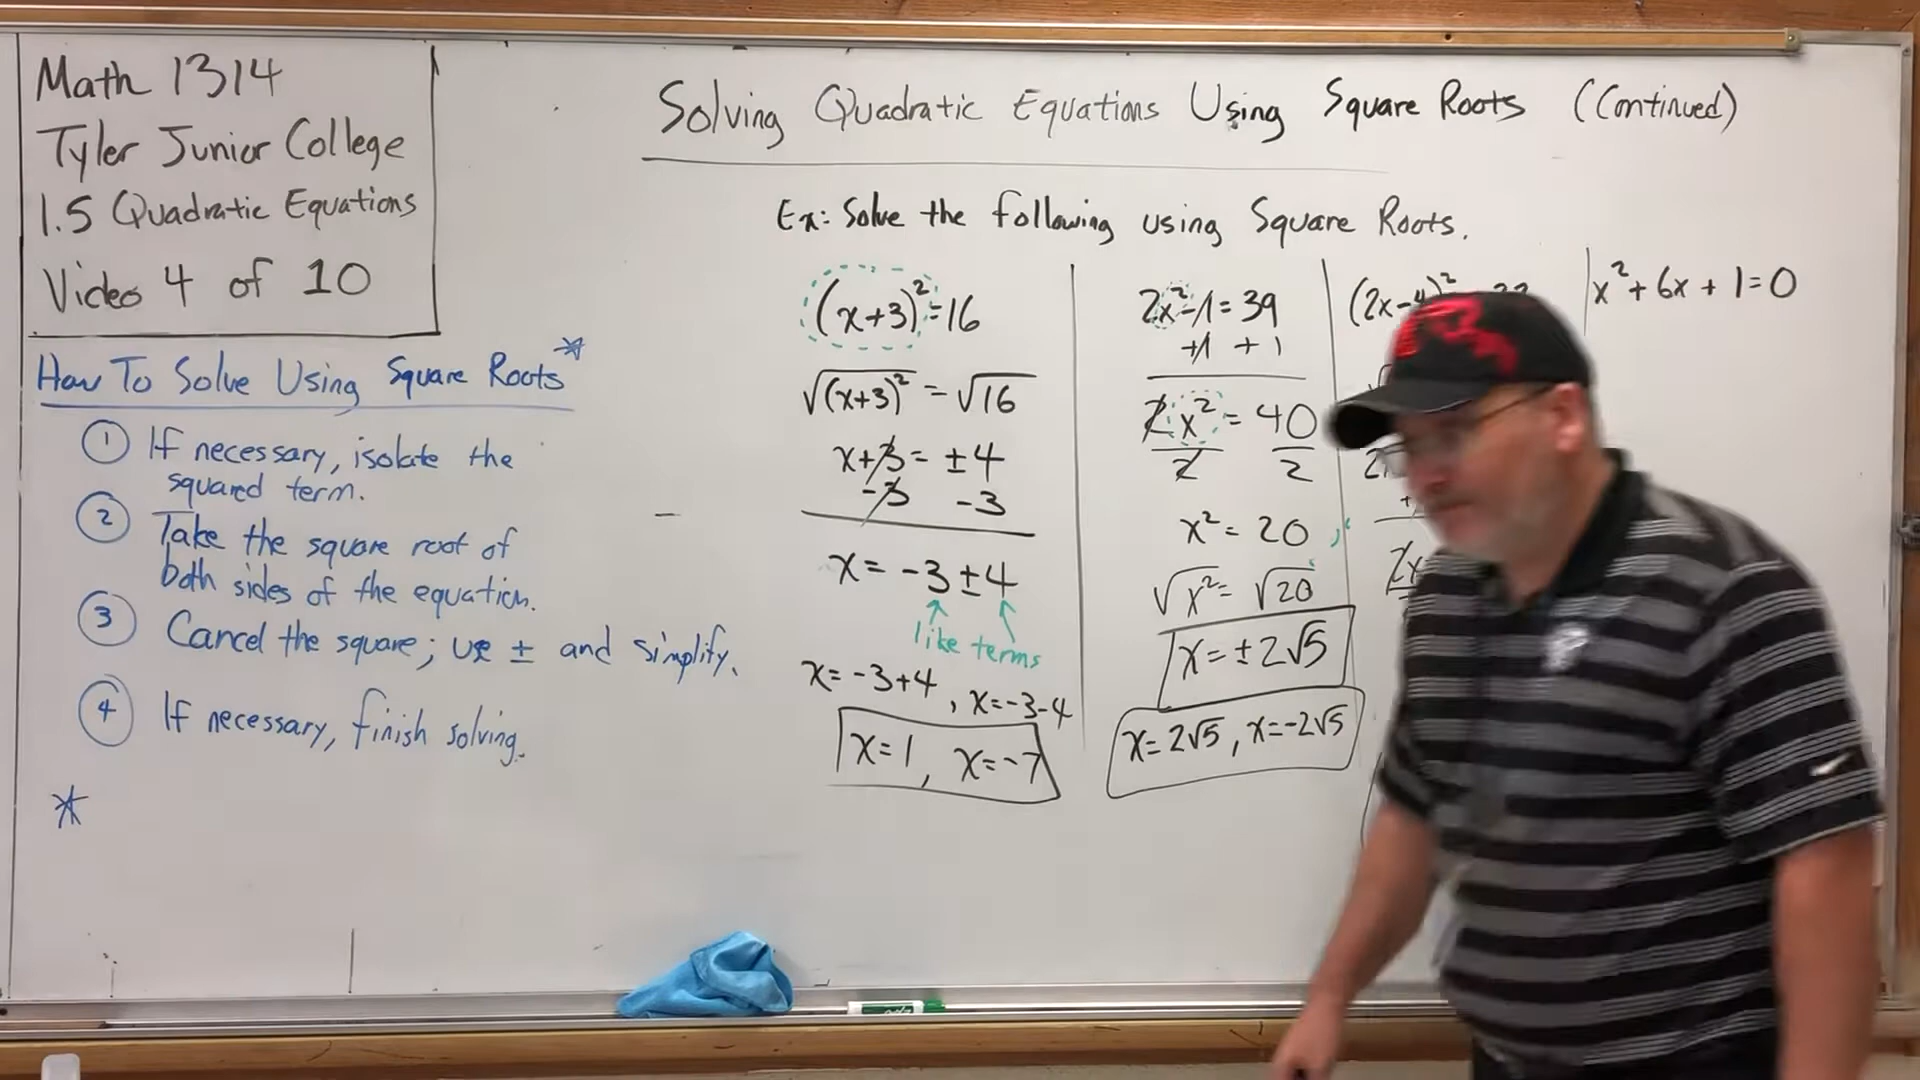 Math 1314
Tyler Junior College
1.5 Quadratic Equations
Video 4 of 10
How To Solve Using Square Roots*
① If necessary, isolate the
squared term.
② Take the square root of
both sides of the equation.
③ Cancel the square; use ± and simplify.
④ If necessary, finish solving.
*
Solving Quadratic Equations Using Square Roots (Continued)
Ex: Solve the following using Square Roots.
(x+3)²=16
√(x+3)² = √16
x+3= ±4
-3 -3
x= -3±4
like terms
x= -3+4, x=-3-4
x=1, x=-7
2x²-1=39
+1 +1
2x² = 40
2 2
x²= 20
√x²= √20
x=±2√5
x=2√5, x=-2√5
(2x-4)²
x²+6x+1=0